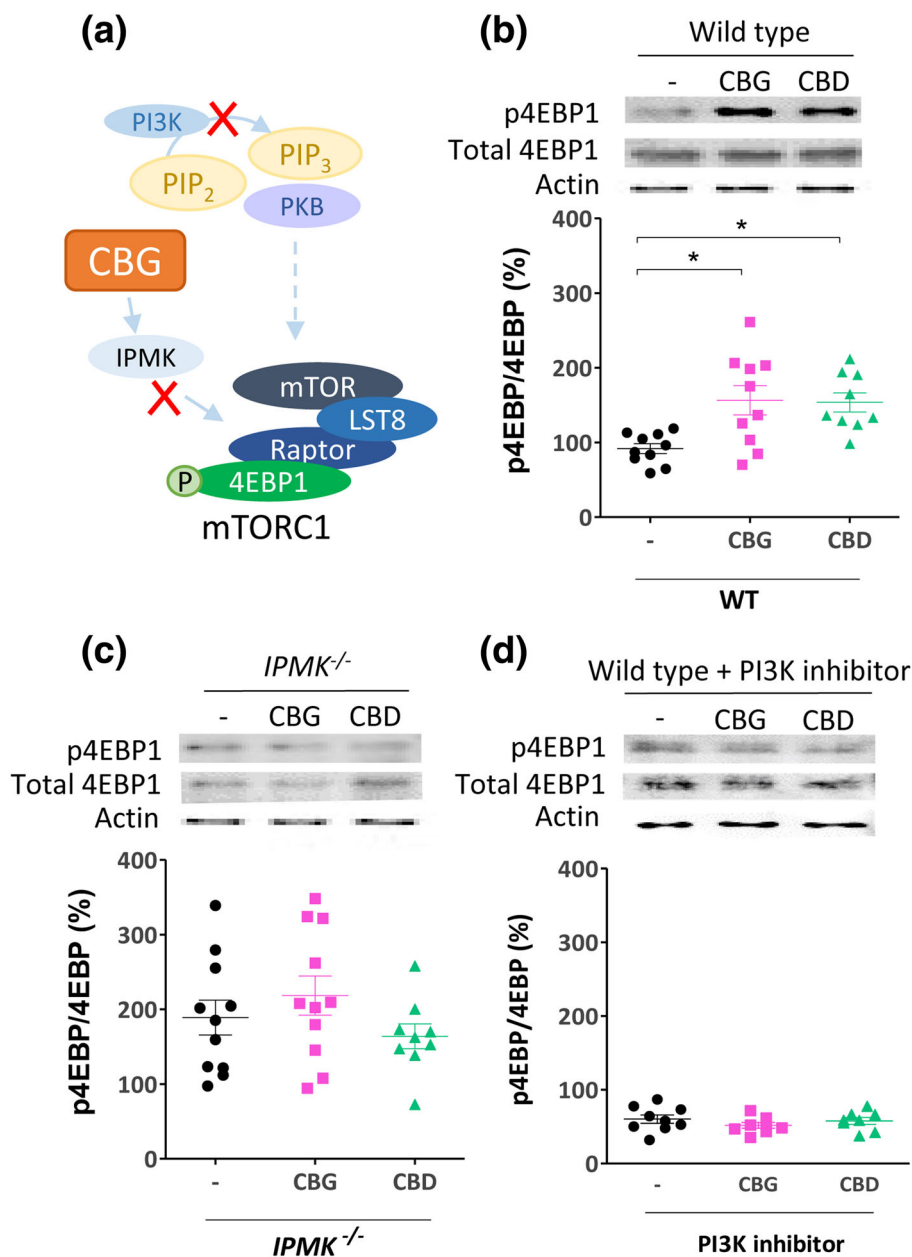 (a)
PI3K
PIP2
PIP3
PKB
CBG
IPMK
mTOR
LST8
Raptor
P
4EBP1
mTORC1
(b)
Wild type
- CBG CBD
p4EBP1
Total 4EBP1
Actin
p4EBP/4EBP (%)
400
300
200
100
0
*
*
- CBG CBD
WT
(c)
IPMK-/-
- CBG CBD
p4EBP1
Total 4EBP1
Actin
p4EBP/4EBP (%)
400
300
200
100
0
- CBG CBD
IPMK-/-
(d)
Wild type + PI3K inhibitor
- CBG CBD
p4EBP1
Total 4EBP1
Actin
p4EBP/4EBP (%)
400
300
200
100
0
- CBG CBD
PI3K inhibitor